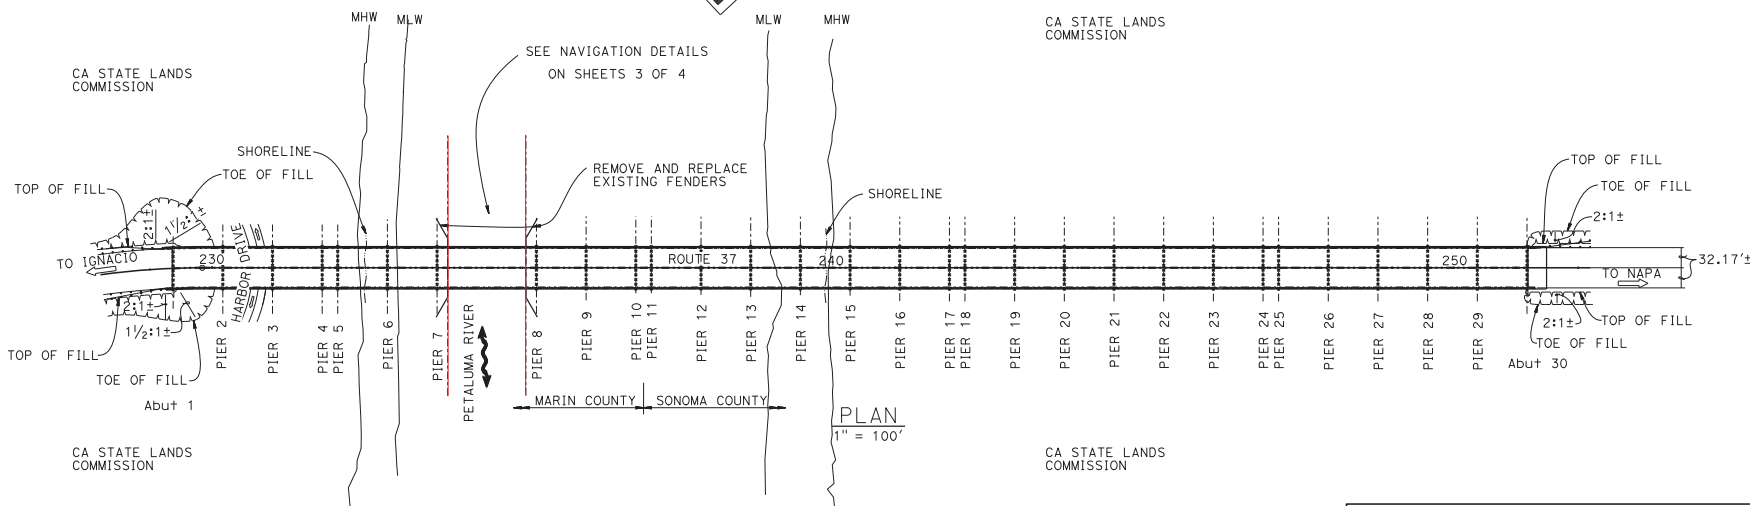 MHW
MLW
MLW
MHW
CA STATE LANDS
COMMISSION
CA STATE LANDS
COMMISSION
SEE NAVIGATION DETAILS
ON SHEETS 3 OF 4
SHORELINE
TOE OF FILL
TOP OF FILL
REMOVE AND REPLACE
EXISTING FENDERS
SHORELINE
TOP OF FILL
TOE OF FILL
2:1±
2:1±
1½:1±
TO IGNACIO
230
HARBOR DRIVE
ROUTE 37
240
250
32.17'±
TO NAPA
2:1±
1½:1±
TOP OF FILL
TOE OF FILL
Abut 1
PIER 2
PIER 3
PIER 4
PIER 5
PIER 6
PIER 7
PETALUMA RIVER
PIER 8
PIER 9
PIER 10
PIER 11
PIER 12
PIER 13
PIER 14
PIER 15
PIER 16
PIER 17
PIER 18
PIER 19
PIER 20
PIER 21
PIER 22
PIER 23
PIER 24
PIER 25
PIER 26
PIER 27
PIER 28
PIER 29
2:1±
TOP OF FILL
TOE OF FILL
Abut 30
MARIN COUNTY
SONOMA COUNTY
PLAN
1" = 100'
CA STATE LANDS
COMMISSION
CA STATE LANDS
COMMISSION